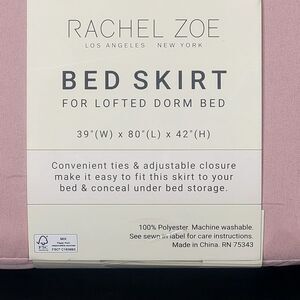 RACHEL ZOE
LOS ANGELES NEW YORK
BED SKIRT
FOR LOFTED DORM BED
39"(W) x 80"(L) x 42"(H)
Convenient ties & adjustable closure
make it easy to fit this skirt to your
bed & conceal under bed storage.
100% Polyester. Machine washable.
See sewn in label for care instructions.
Made in China. RN 75343
FSC
MIX